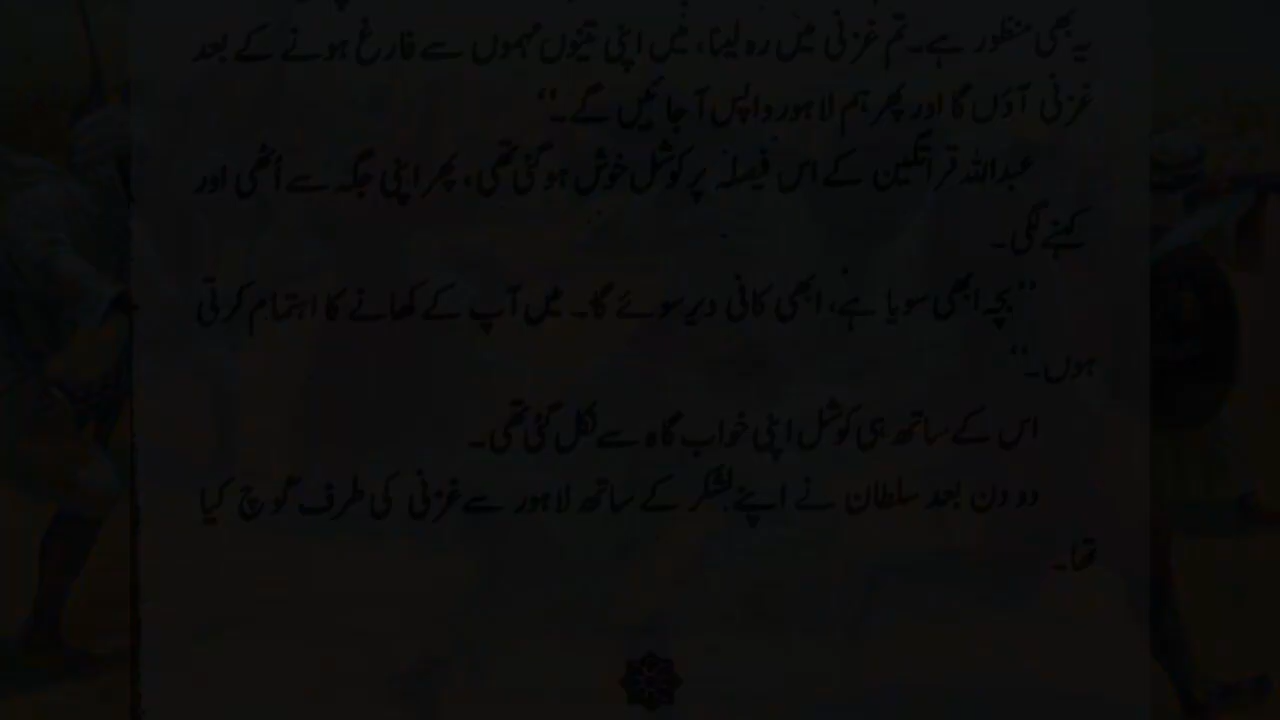 یہ بھی منظور ہے۔ تم غزنی میں رہ لینا، میں اپنی تینوں مہموں سے فارغ ہونے کے بعد
غزنی آؤں گا اور پھر ہم لاہور واپس آ جائیں گے۔‘‘
عبداللہ قراتگین کے اس فیصلہ پر کوشل خوش ہو گئی تھی، پھر اپنی جگہ سے اُٹھی اور
کہنے لگی۔
’’بچہ ابھی سویا ہے، ابھی کافی دیر سوئے گا۔ میں آپ کے کھانے کا اہتمام کرتی
ہوں۔‘‘
اس کے ساتھ ہی کوشل اپنی خواب گاہ سے نکل گئی تھی۔
دو دن بعد سلطان نے اپنے لشکر کے ساتھ لاہور سے غزنی کی طرف کوچ کیا
تھا۔